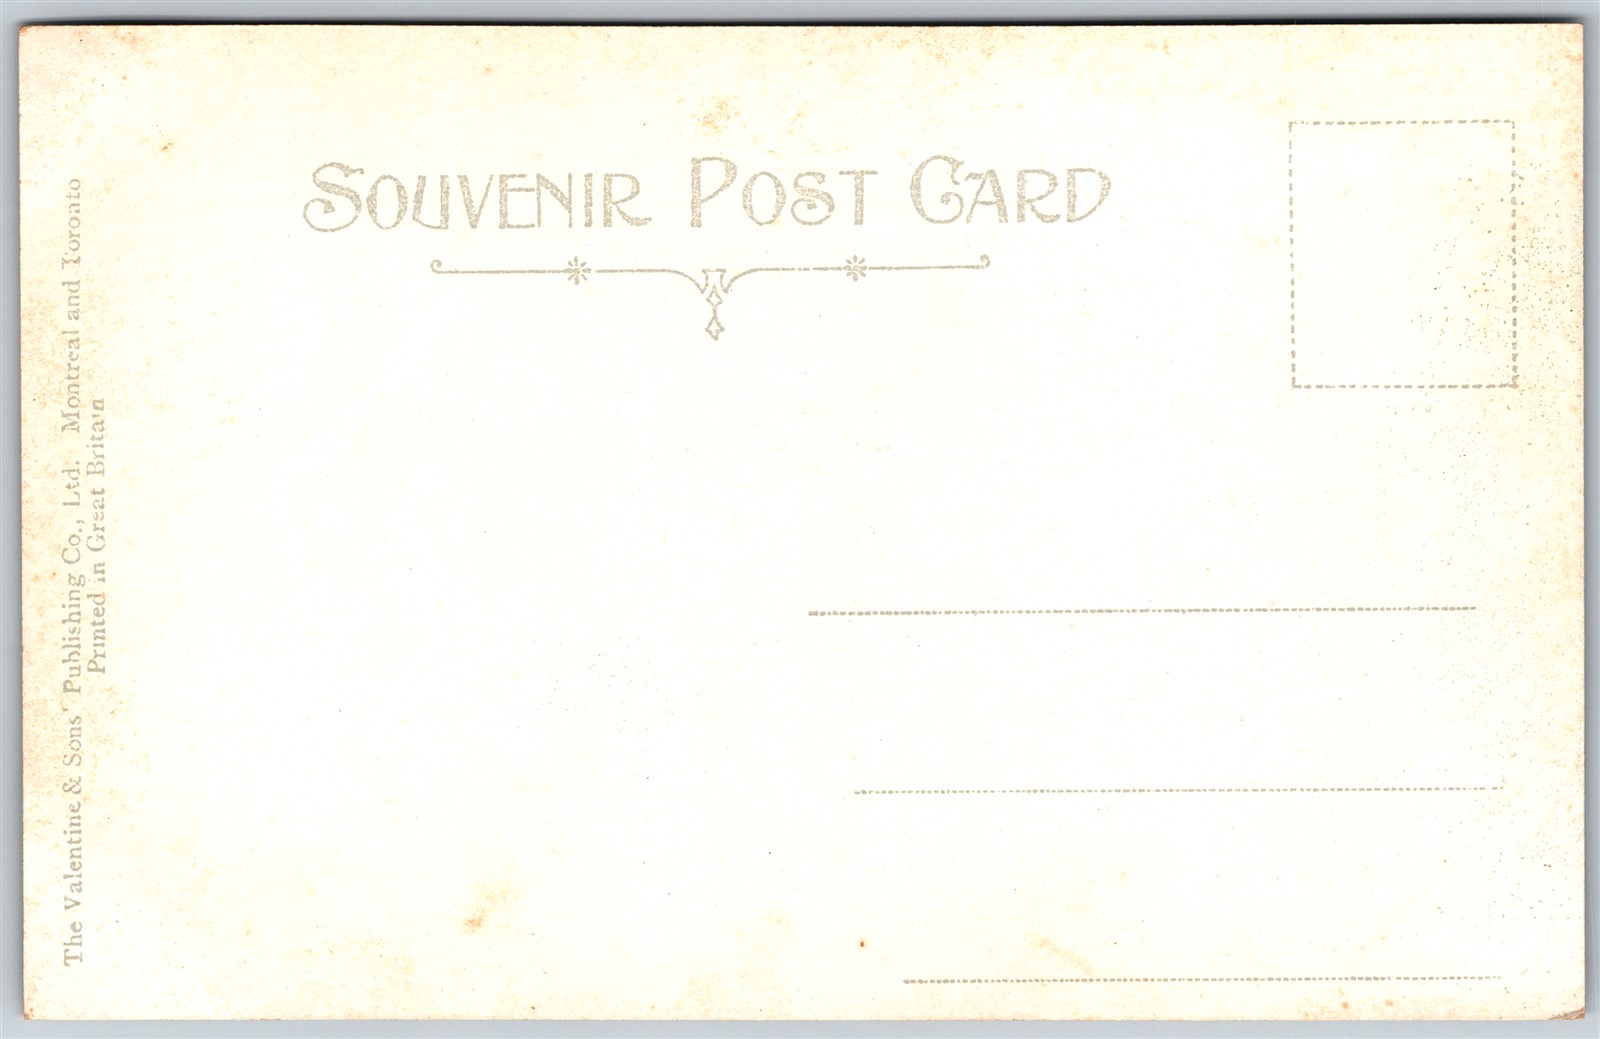 SOUVENIR POST CARD
The Valentine & Sons' Publishing Co., Ltd. Montreal and Toronto
Printed in Great Britain